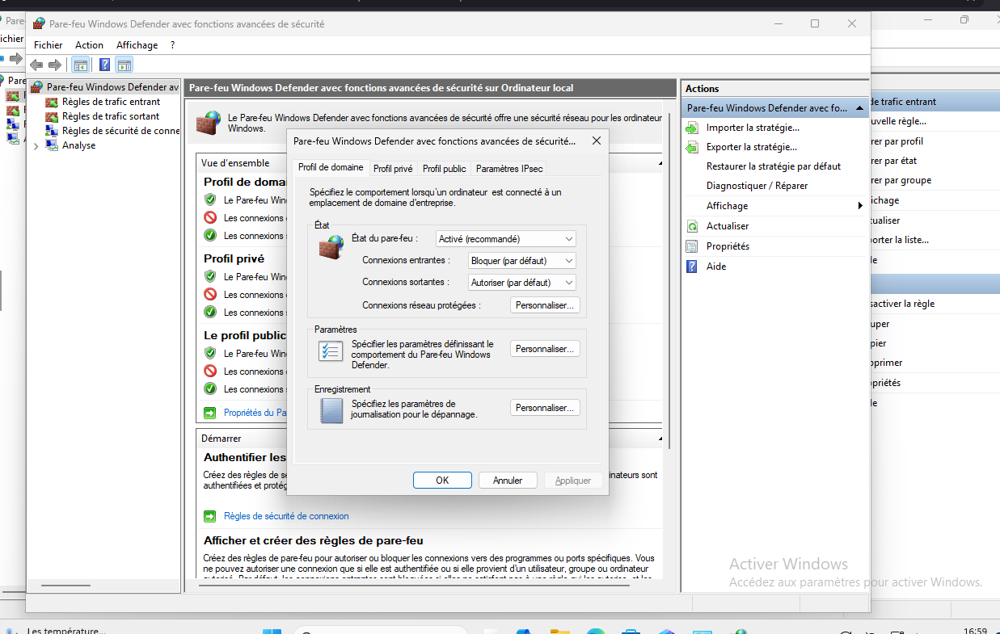 Pare-feu Windows Defender avec fonctions avancées de sécurité
Fichier Action Affichage ?
Pare-feu Windows Defender av
Règles de trafic entrant
Règles de trafic sortant
Règles de sécurité de conne
Analyse
Pare-feu Windows Defender avec fonctions avancées de sécurité sur Ordinateur local
Le Pare-feu Windows Defender avec fonctions avancées de sécurité offre une sécurité réseau pour les ordinateur
Windows.
Vue d'ensemble
Profil de doma
Le Pare-feu Win
Les connexions
Les connexions
Profil privé
Le Pare-feu Win
Les connexions
Les connexions
Le profil public
Le Pare-feu Win
Les connexions
Les connexions
Propriétés du Pa
Démarrer
Authentifier les
Créez des règles de se
inateurs sont
authentifiées et protég
Règles de sécurité de connexion
Afficher et créer des règles de pare-feu
Créez des règles de pare-feu pour autoriser ou bloquer les connexions vers des programmes ou ports spécifiques. Vous
ne pouvez autoriser une connexion que si elle est authentifiée ou si elle provient d'un utilisateur, groupe ou ordinateur
Pare-feu Windows Defender avec fonctions avancées de sécurité...
Profil de domaine Profil privé Profil public Paramètres IPsec
Spécifiez le comportement lorsqu'un ordinateur est connecté à un
emplacement de domaine d'entreprise.
État
État du pare-feu : Activé (recommandé)
Connexions entrantes : Bloquer (par défaut)
Connexions sortantes : Autoriser (par défaut)
Connexions réseau protégées : Personnaliser...
Paramètres
Spécifier les paramètres définissant le
comportement du Pare-feu Windows
Defender.
Personnaliser...
Enregistrement
Spécifiez les paramètres de
journalisation pour le dépannage.
Personnaliser...
OK Annuler Appliquer
Actions
Pare-feu Windows Defender avec fo...
Importer la stratégie...
Exporter la stratégie...
Restaurer la stratégie par défaut
Diagnostiquer / Réparer
Affichage
Actualiser
Propriétés
Aide
de trafic entrant
uvelle règle...
rer par profil
rer par état
rer par groupe
ichage
tualiser
porter la liste...
le
sactiver la règle
uper
pier
pprimer
priétés
le
Pare-
ichier
Pare
Activer Windows
Accédez aux paramètres pour activer Windows.
Les température...
16:59